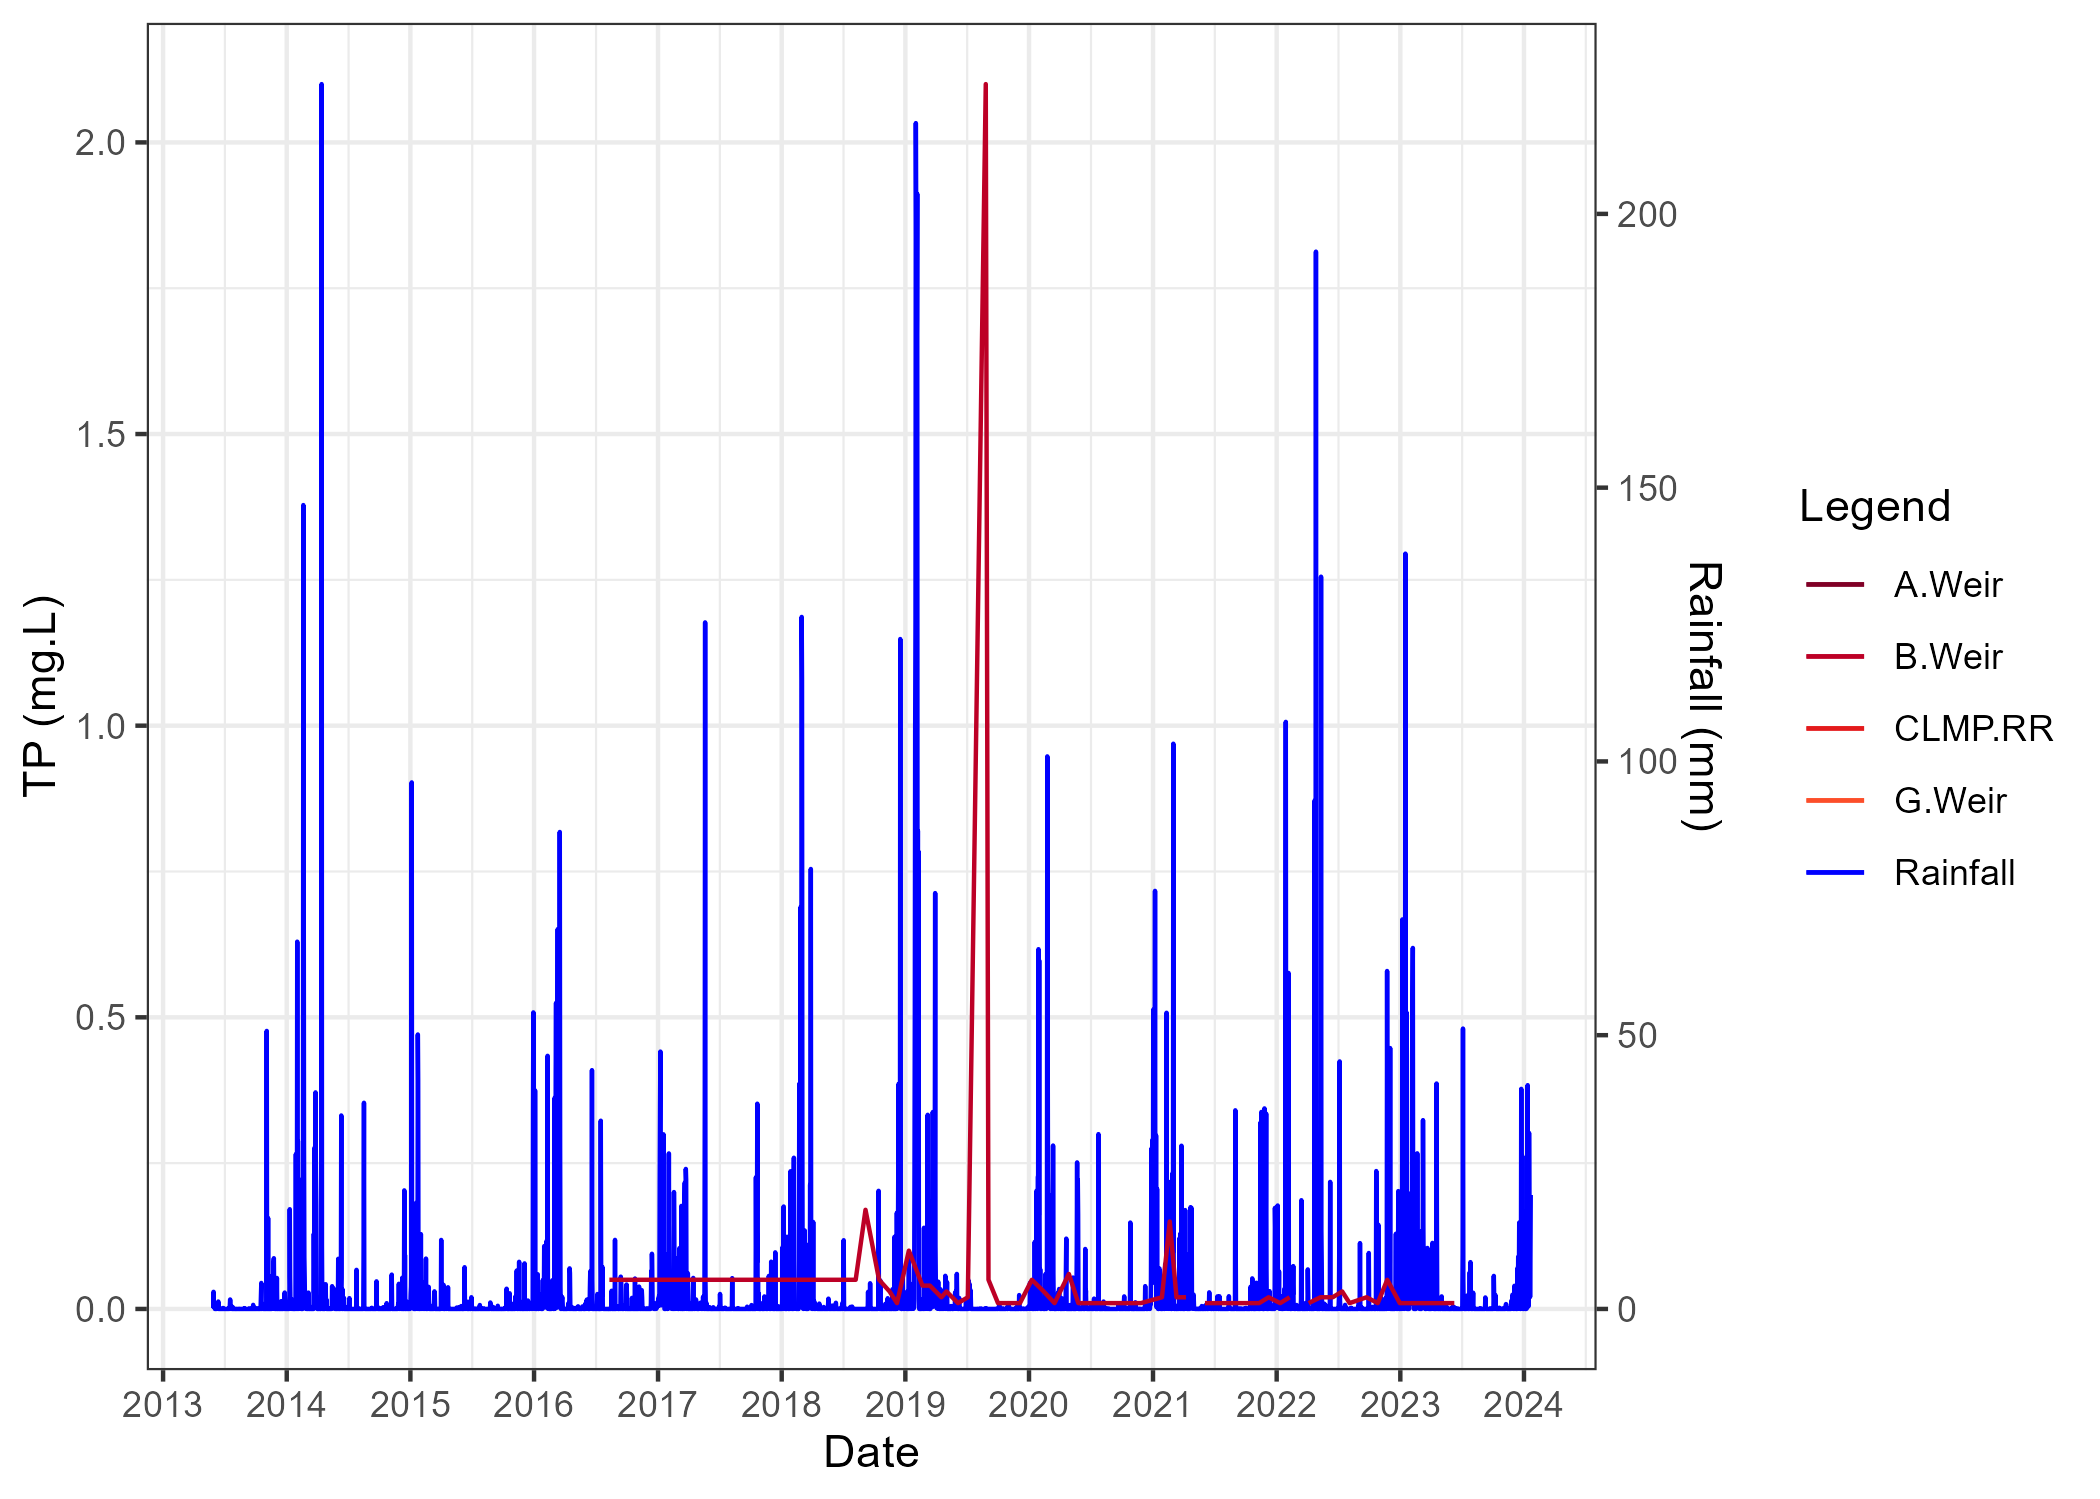 TP (mg.L)
2.0
1.5
1.0
0.5
0.0
200
150
100
50
0
Rainfall (mm)
2013 2014 2015 2016 2017 2018 2019 2020 2021 2022 2023 2024
Date
Legend
A.Weir
B.Weir
CLMP.RR
G.Weir
Rainfall